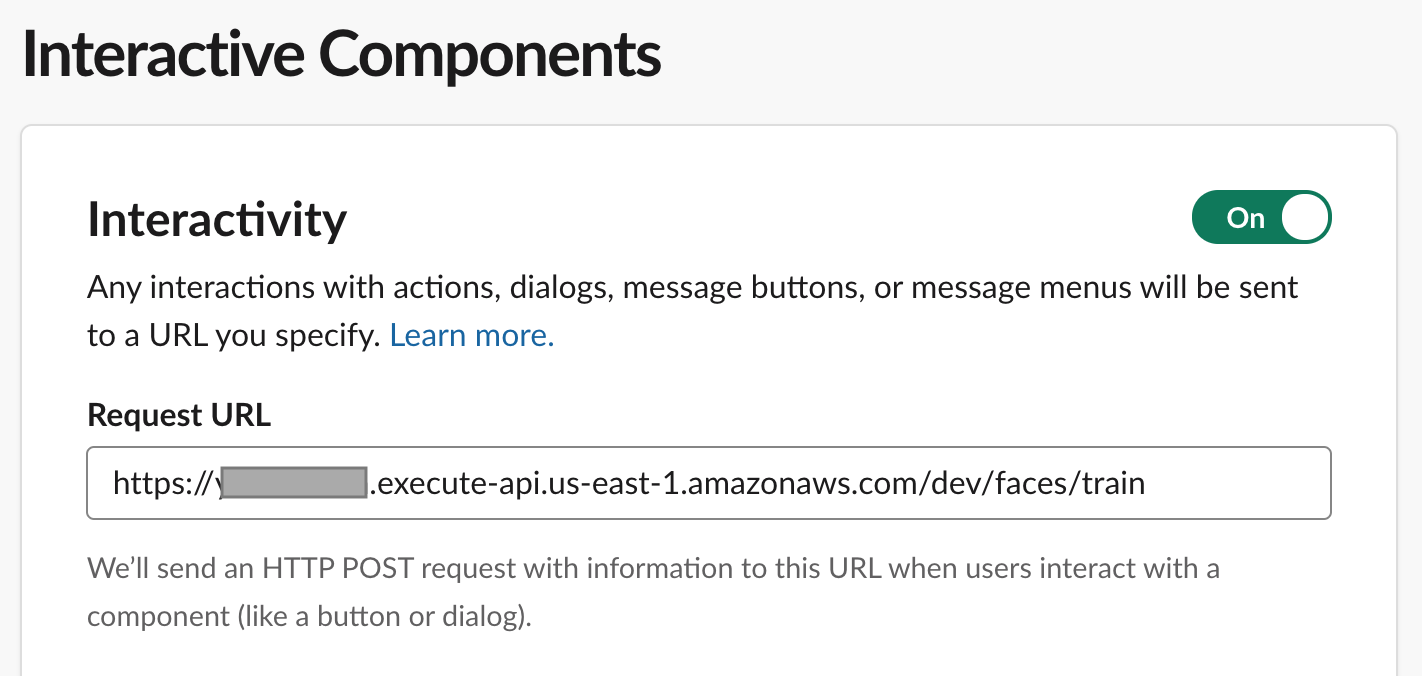 Interactive Components
Interactivity
On
Any interactions with actions, dialogs, message buttons, or message menus will be sent
to a URL you specify. Learn more.
Request URL
https:// .execute-api.us-east-1.amazonaws.com/dev/faces/train
We’ll send an HTTP POST request with information to this URL when users interact with a
component (like a button or dialog).